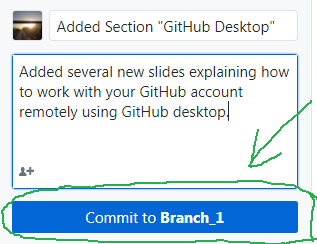 Added Section "GitHub Desktop"
Added several new slides explaining how
to work with your GitHub account
remotely using GitHub desktop.
Commit to Branch_1